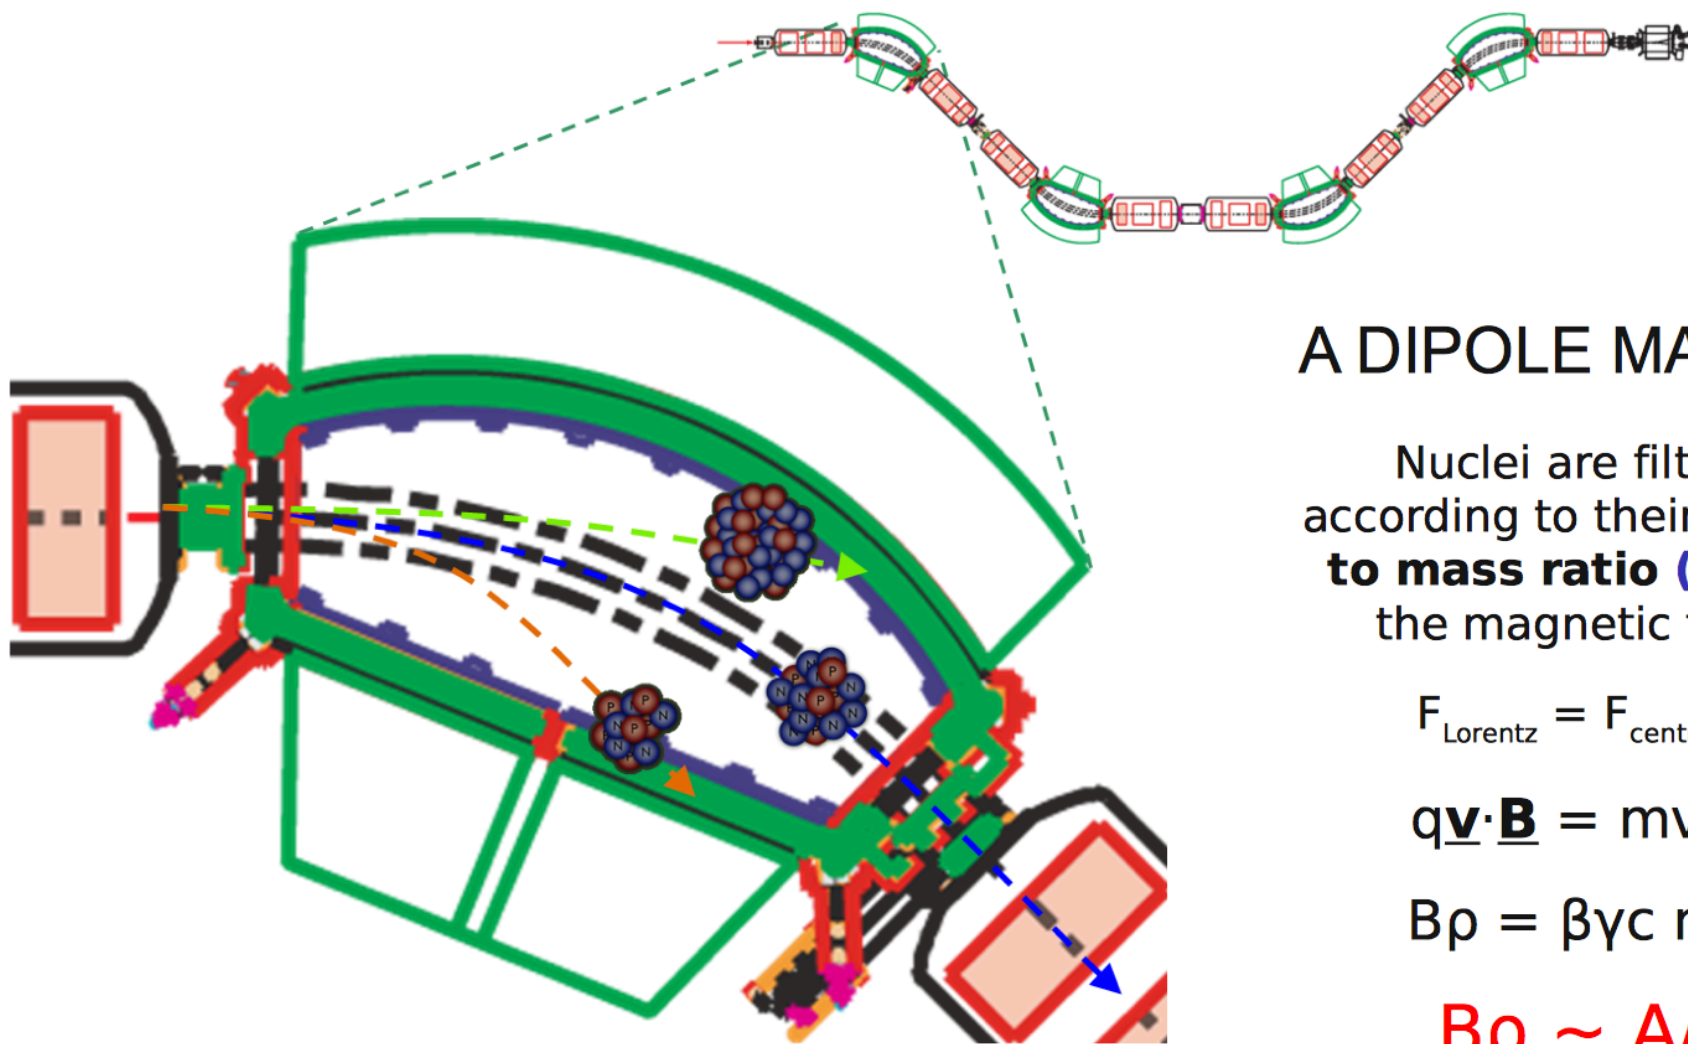 A DIPOLE MA
Nuclei are filt
according to their
to mass ratio (
the magnetic f
F_Lorentz = F_cent
qv·B = mv
Bρ = βγc m
Bρ ~ A/
P
N
P
N
N
P
N
P
N
N
N
P
P
N
P
N
N
P
N
N